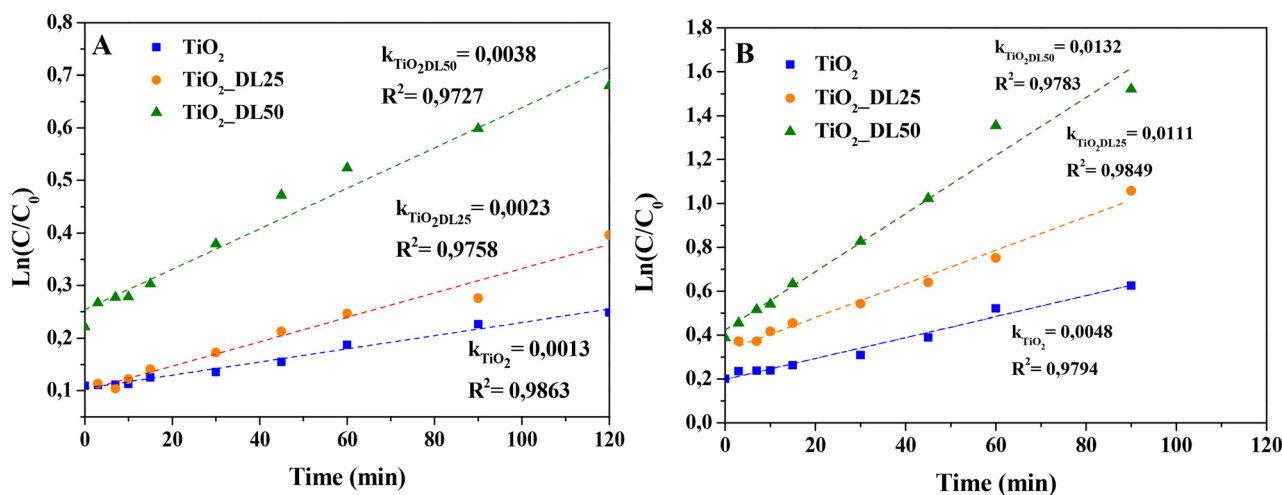 A
TiO2
TiO2_DL25
TiO2_DL50
kTiO2DL50= 0,0038
R2= 0,9727
kTiO2DL25= 0,0023
R2= 0,9758
kTiO2= 0,0013
R2= 0,9863
Ln(C/C0)
0,8
0,7
0,6
0,5
0,4
0,3
0,2
0,1
0 20 40 60 80 100 120
Time (min)
B
TiO2
TiO2_DL25
TiO2_DL50
kTiO2DL50= 0,0132
R2= 0,9783
kTiO2DL25= 0,0111
R2= 0,9849
kTiO2= 0,0048
R2= 0,9794
Ln(C/C0)
1,8
1,6
1,4
1,2
1,0
0,8
0,6
0,4
0,2
0,0
0 20 40 60 80 100 120
Time (min)